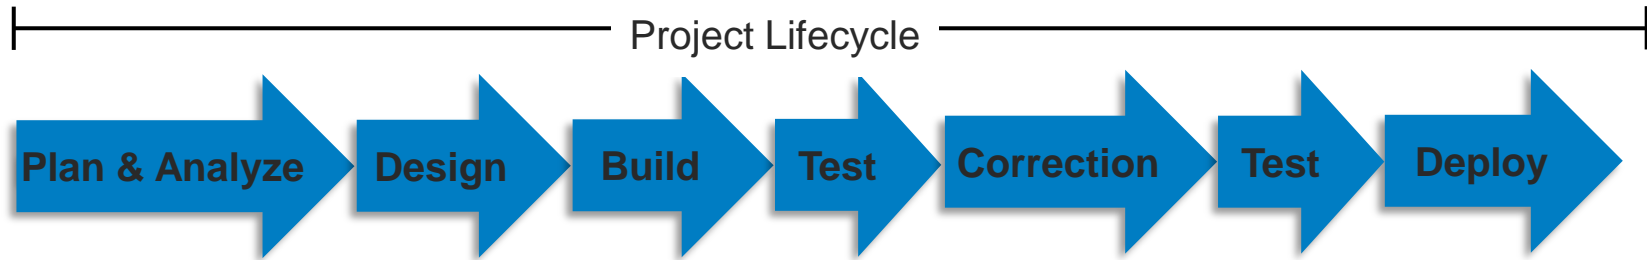 Project Lifecycle
Plan & Analyze
Design
Build
Test
Correction
Test
Deploy